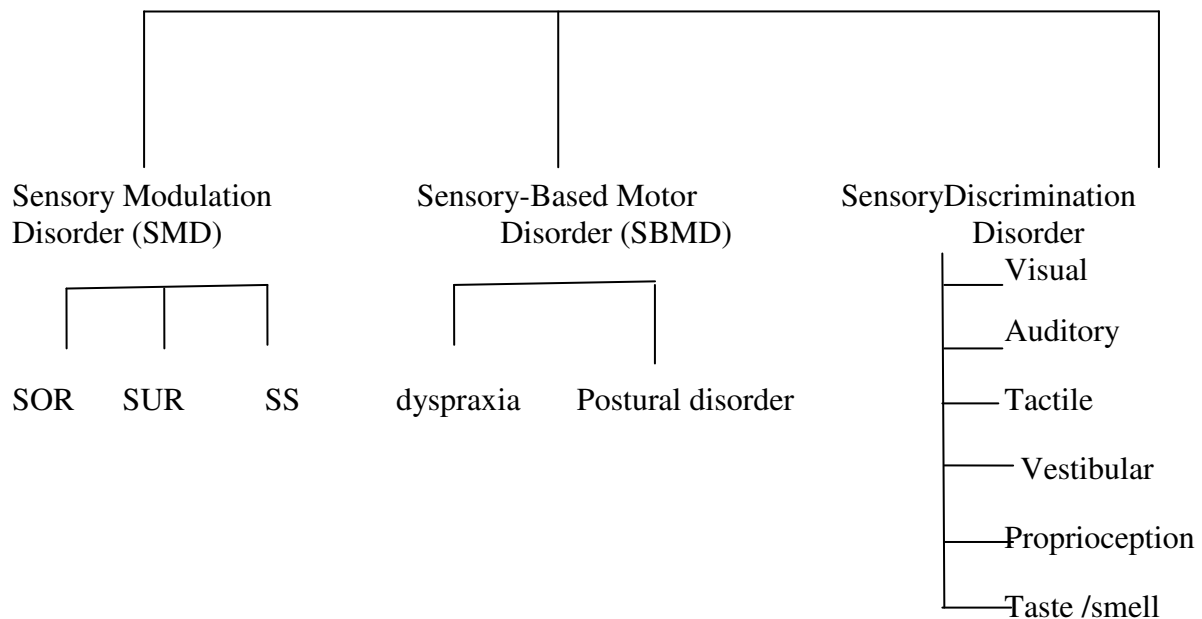 Sensory Modulation
Disorder (SMD)
Sensory-Based Motor
Disorder (SBMD)
SensoryDiscrimination
Disorder
SOR
SUR
SS
dyspraxia
Postural disorder
Visual
Auditory
Tactile
Vestibular
Proprioception
Taste /smell